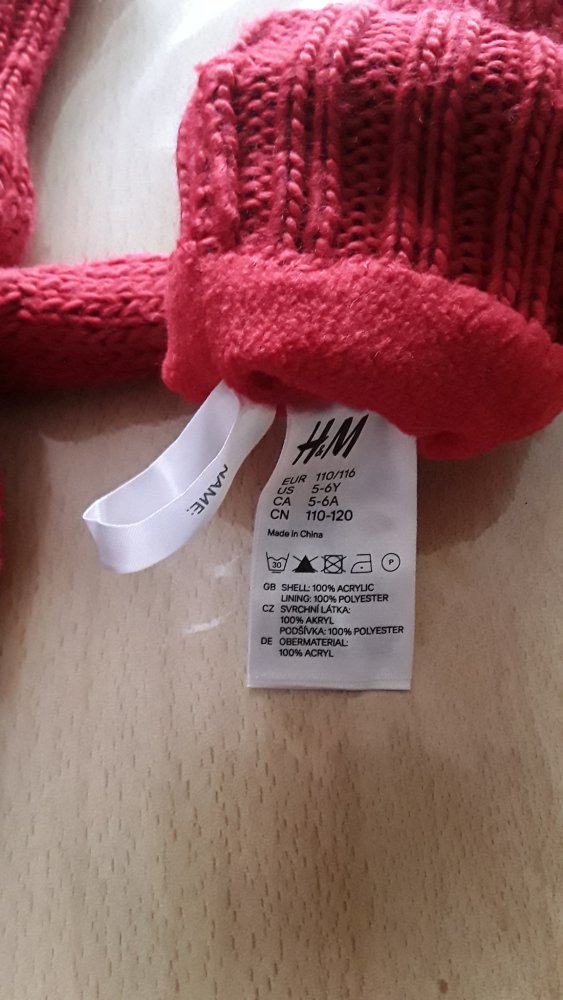 NAME:
H&M
EUR 110/116
US 5-6Y
CA 5-6A
CN 110-120
Made in China
30 P
GB SHELL: 100% ACRYLIC
LINING: 100% POLYESTER
CZ SVRCHNÍ LÁTKA:
100% AKRYL
PODŠÍVKA: 100% POLYESTER
DE OBERMATERIAL:
100% ACRYL